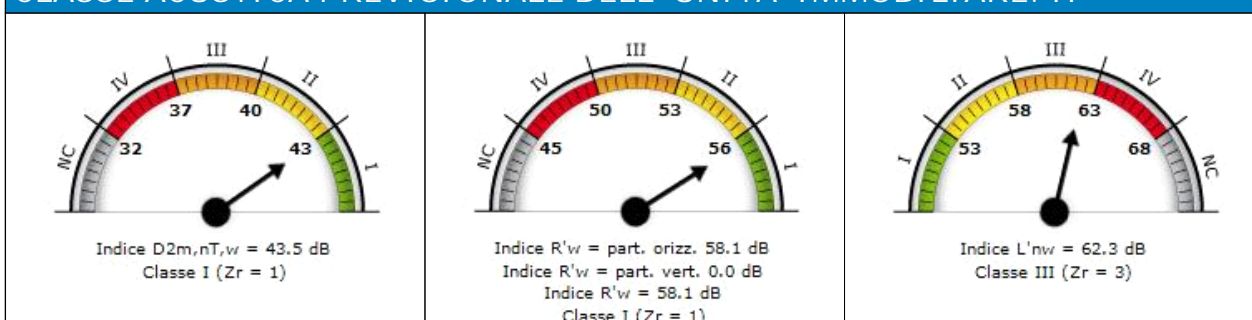 CLASSE ACUSTICA PREVISIONALE DELL' UNITA' IMMOBILIARE:
NC IV III II I
32 37 40 43
Indice D2m,nT,w = 43.5 dB
Classe I (Zr = 1)
NC IV III II I
45 50 53 56
Indice R'w = part. orizz. 58.1 dB
Indice R'w = part. vert. 0.0 dB
Indice R'w = 58.1 dB
Classe I (Zr = 1)
I II III IV NC
53 58 63 68
Indice L'nw = 62.3 dB
Classe III (Zr = 3)